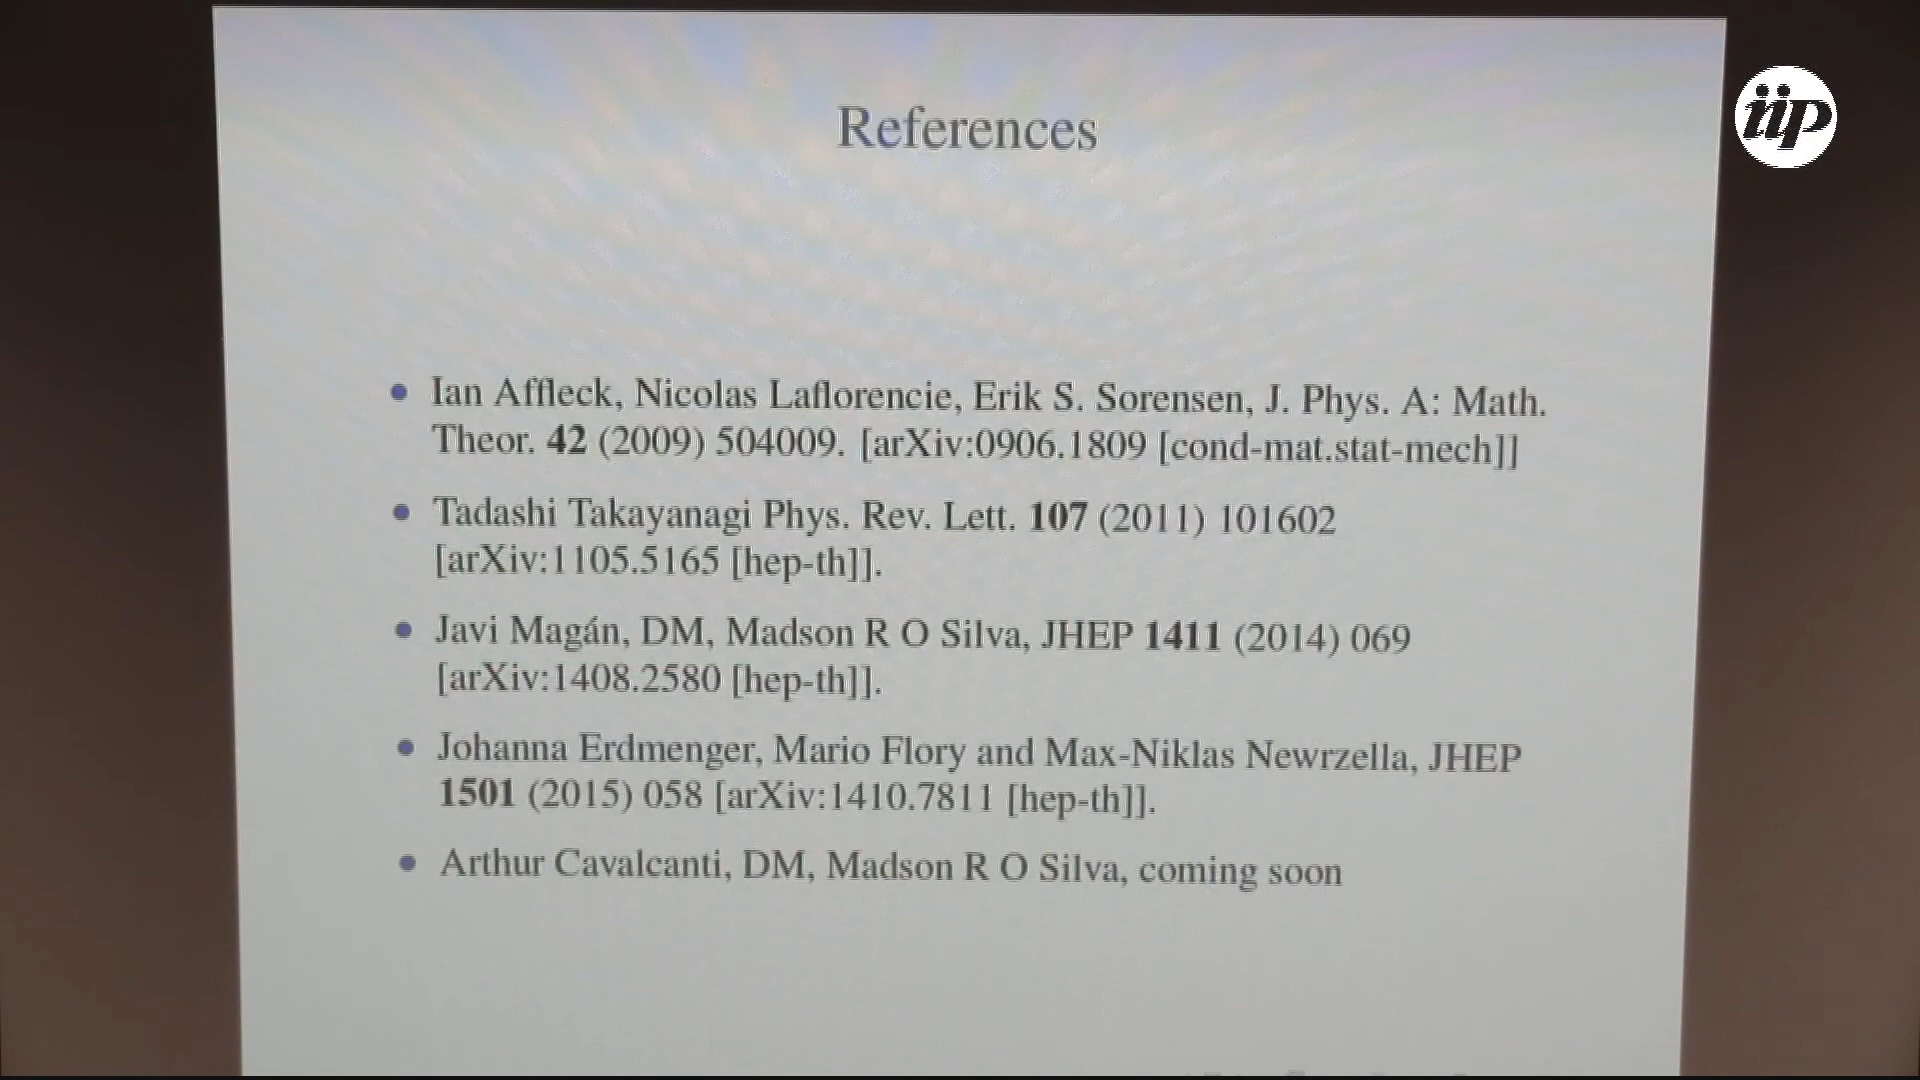 iip
References
• Ian Affleck, Nicolas Laflorencie, Erik S. Sorensen, J. Phys. A: Math.
Theor. 42 (2009) 504009. [arXiv:0906.1809 [cond-mat.stat-mech]]
• Tadashi Takayanagi Phys. Rev. Lett. 107 (2011) 101602
[arXiv:1105.5165 [hep-th]].
• Javi Magán, DM, Madson R O Silva, JHEP 1411 (2014) 069
[arXiv:1408.2580 [hep-th]].
• Johanna Erdmenger, Mario Flory and Max-Niklas Newrzella, JHEP
1501 (2015) 058 [arXiv:1410.7811 [hep-th]].
• Arthur Cavalcanti, DM, Madson R O Silva, coming soon